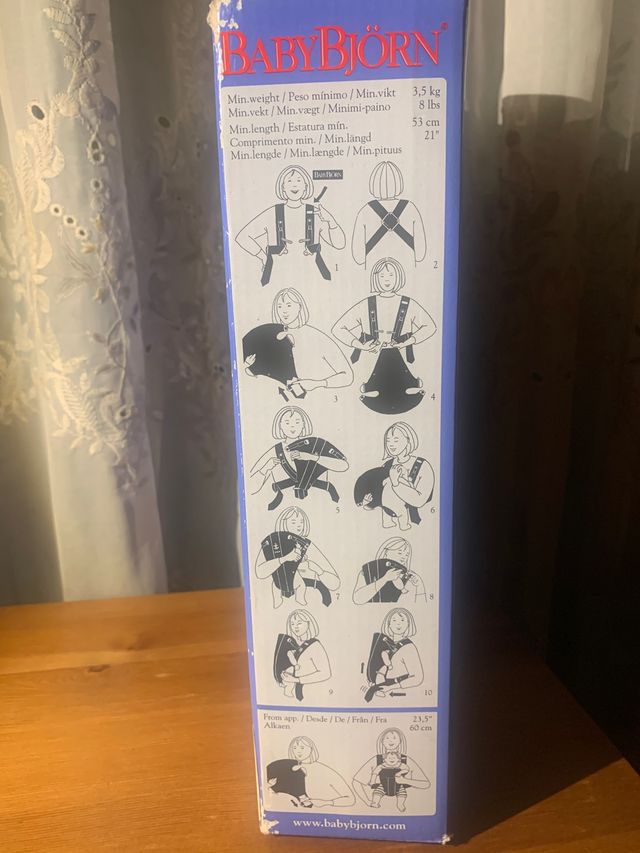 BABYBJÖRN®
Min.weight / Peso mínimo / Min.vikt 3,5 kg
Min.vekt / Min.vægt / Minimi-paino 8 lbs
Min.length / Estatura mín. 53 cm
Comprimento min. / Min.längd 21"
Min.lengde / Min.længde / Min.pituus
BABYBJÖRN
1
2
3
4
5
6
7
8
9
10
From app. / Desde / De / Från / Fra 23,5"
Alkaen 60 cm
www.babybjorn.com